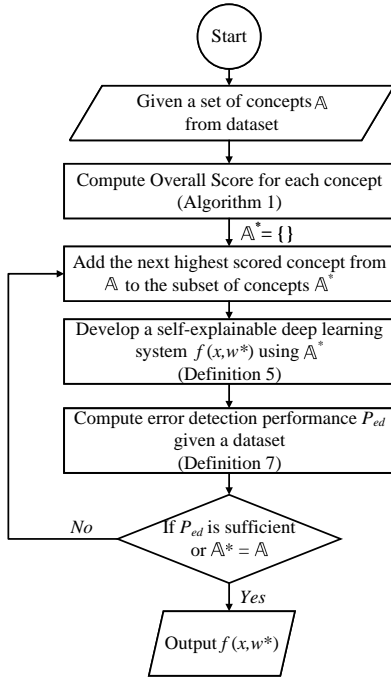 Start
Given a set of concepts 𝔸
from dataset
Compute Overall Score for each concept
(Algorithm 1)
𝔸*= {}
Add the next highest scored concept from
𝔸 to the subset of concepts 𝔸*
Develop a self-explainable deep learning
system f (x,w*) using 𝔸*
(Definition 5)
Compute error detection performance Ped
given a dataset
(Definition 7)
If Ped is sufficient
or 𝔸* = 𝔸
No
Yes
Output f (x,w*)